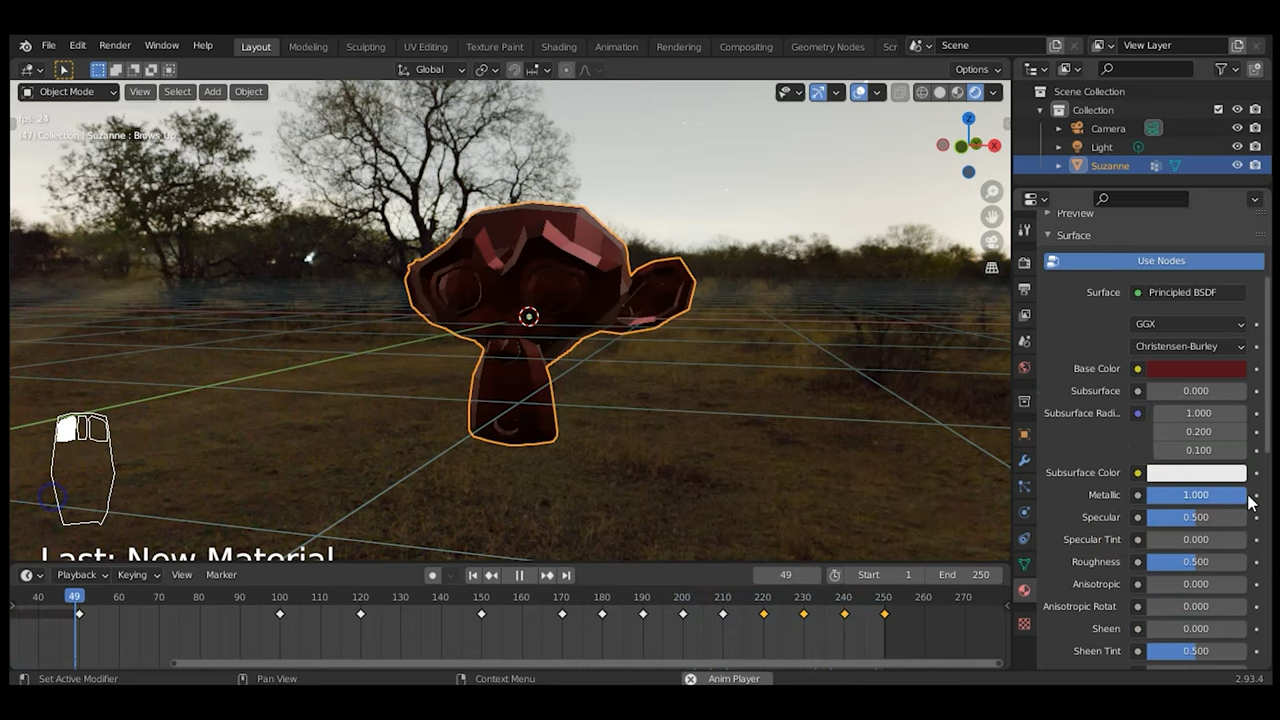 File Edit Render Window Help Layout Modeling Sculpting UV Editing Texture Paint Shading Animation Rendering Compositing Geometry Nodes Scr Scene View Layer
Global Options
Object Mode View Select Add Object
Scene Collection
Collection
fps: 24
(47) Collection | Suzanne : Brows_Up
Z
X
Camera
Light
Suzanne
Preview
Surface
Use Nodes
Surface Principled BSDF
GGX
Christensen-Burley
Base Color
Subsurface 0.000
Subsurface Radi.. 1.000
0.200
0.100
Subsurface Color
Metallic 1.000
Specular 0.500
Specular Tint 0.000
Roughness 0.500
Anisotropic 0.000
Anisotropic Rotat 0.000
Sheen 0.000
Sheen Tint 0.500
Last: New Material
Playback Keying View Marker 49 Start 1 End 250
40 49 60 70 80 90 100 110 120 130 140 150 160 170 180 190 200 210 220 230 240 250 260 270
Set Active Modifier Pan View Context Menu Anim Player 2.93.4